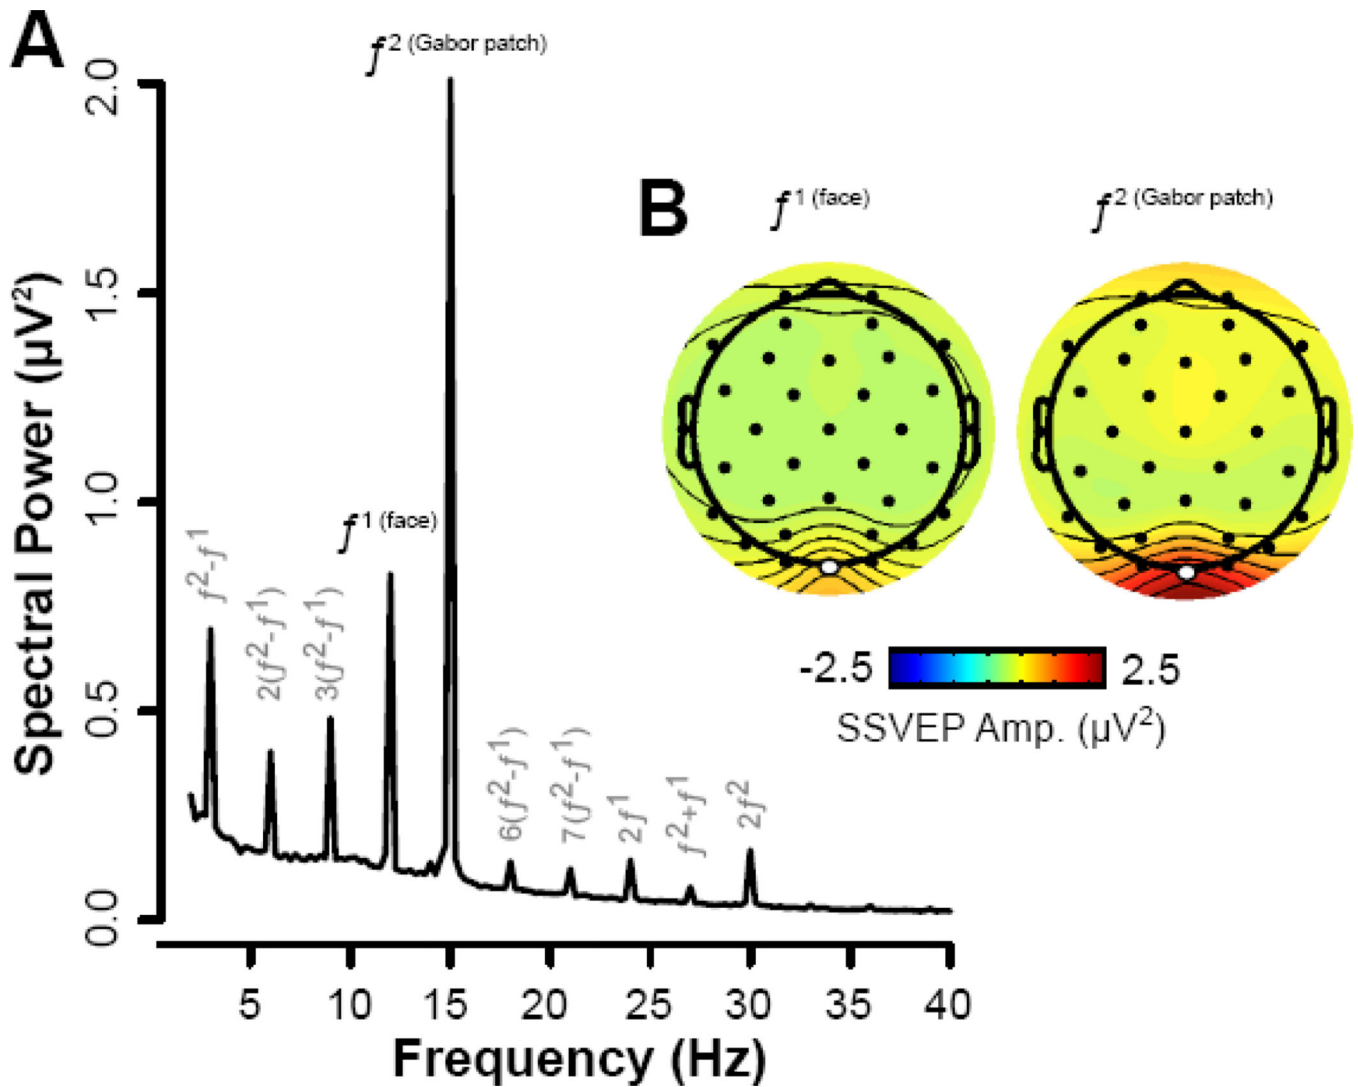 A
f2 (Gabor patch)
Spectral Power (µV²)
2.0
1.5
1.0
0.5
0.0
f2-f1
2(f2-f1)
3(f2-f1)
f1 (face)
6(f2-f1)
7(f2-f1)
2f1
f2+f1
2f2
5 10 15 20 25 30 35 40
Frequency (Hz)
B
f1 (face)
f2 (Gabor patch)
-2.5 2.5
SSVEP Amp. (µV²)